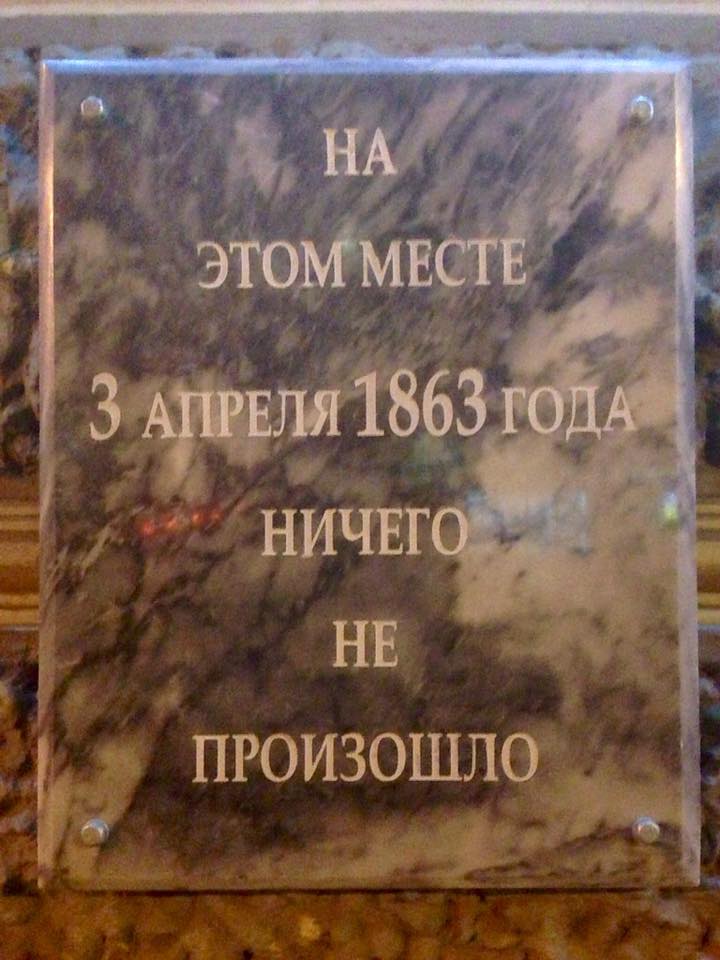 НА
ЭТОМ МЕСТЕ
3 АПРЕЛЯ 1863 ГОДА
НИЧЕГО
НЕ
ПРОИЗОШЛО